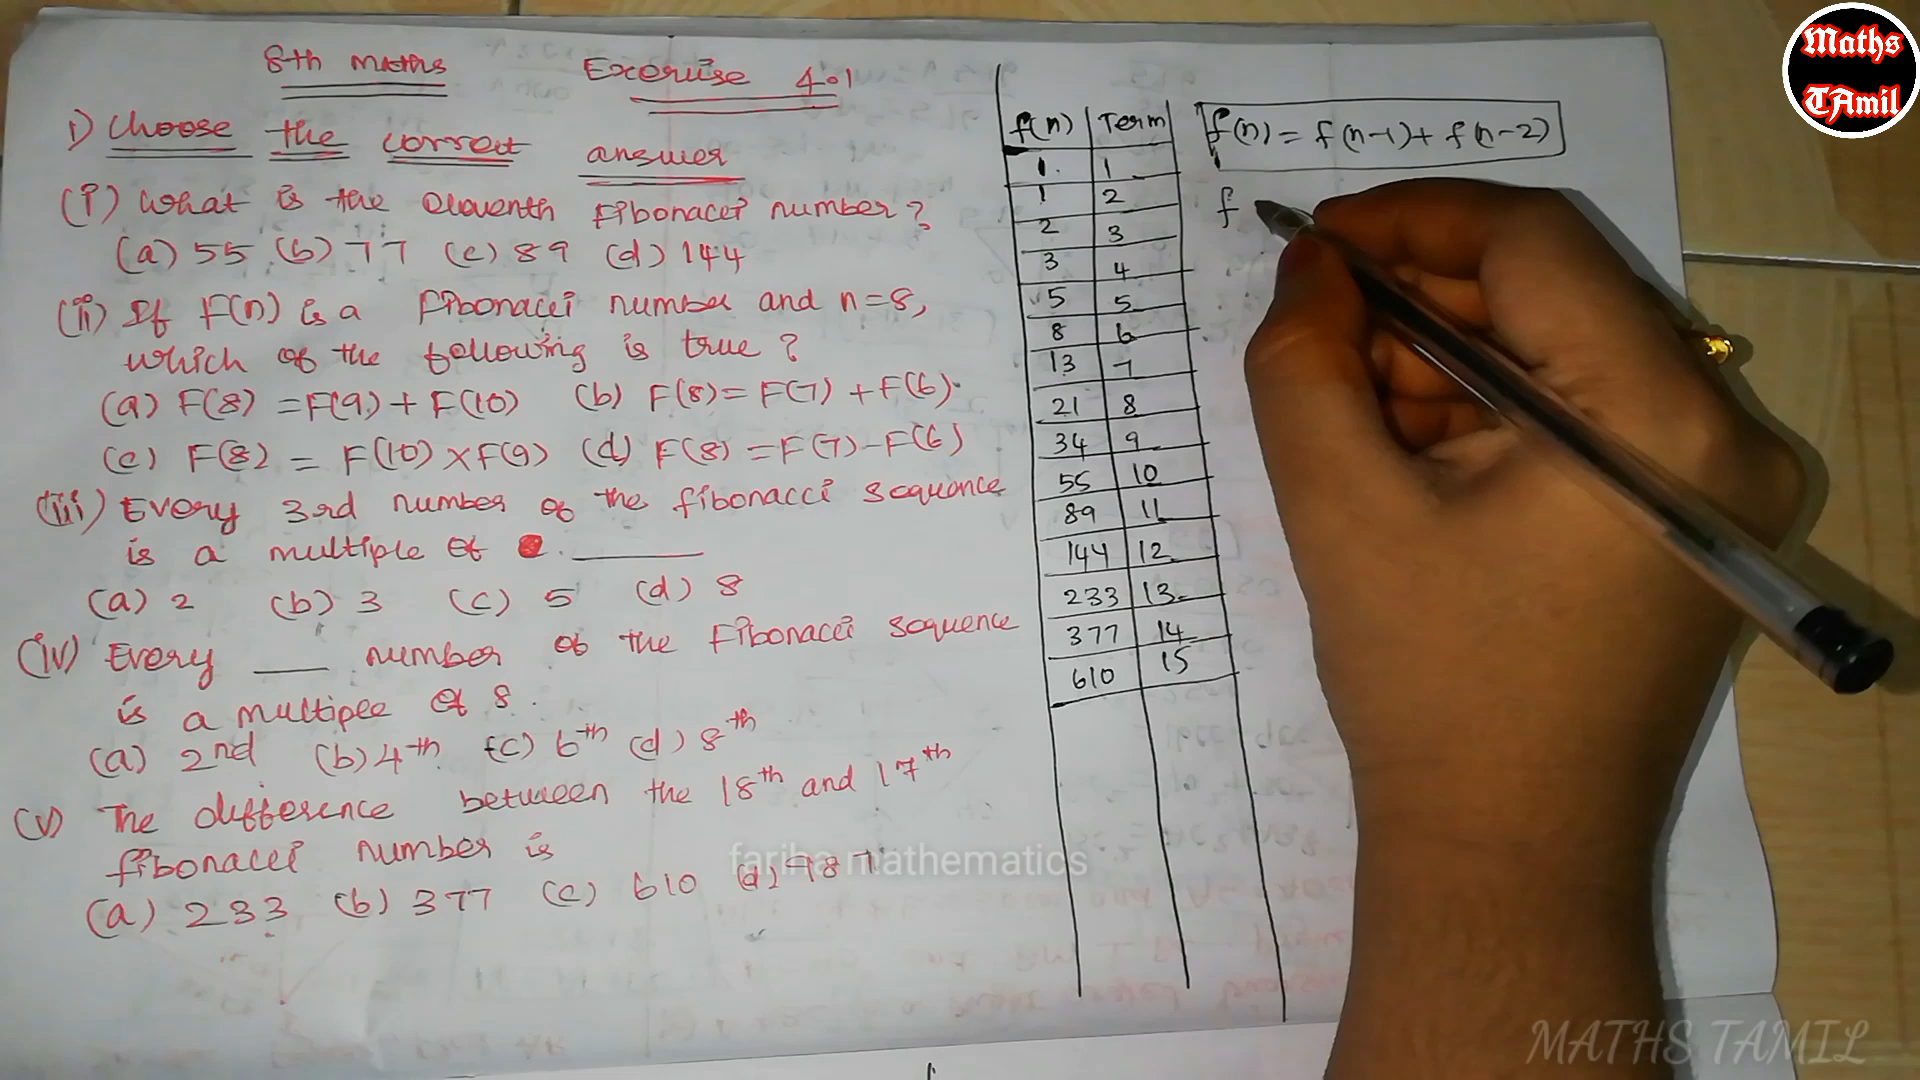 8th maths Exercise 4.1
1) Choose the correct answer
(i) What is the eleventh Fibonacci number?
(a) 55 (b) 77 (c) 89 (d) 144
(ii) If F(n) is a Fibonacci number and n=8,
which of the following is true?
(a) F(8) = F(9) + F(10) (b) F(8) = F(7) + F(6)
(c) F(8) = F(10) × F(9) (d) F(8) = F(7) - F(6)
(iii) Every 3rd number of the fibonacci sequence
is a multiple of ______
(a) 2 (b) 3 (c) 5 (d) 8
(iv) Every ___ number of the Fibonacci sequence
is a multiple of 8.
(a) 2nd (b) 4th (c) 6th (d) 8th
(v) The difference between the 18th and 17th
fibonacci number is
(a) 233 (b) 377 (c) 610 (d) 987
f(n) Term
1 1
1 2
2 3
3 4
5 5
8 6
13 7
21 8
34 9
55 10
89 11
144 12
233 13
377 14
610 15
f(n) = f(n-1) + f(n-2)
f
Maths
TAmil
fariha mathematics
MATHS TAMIL